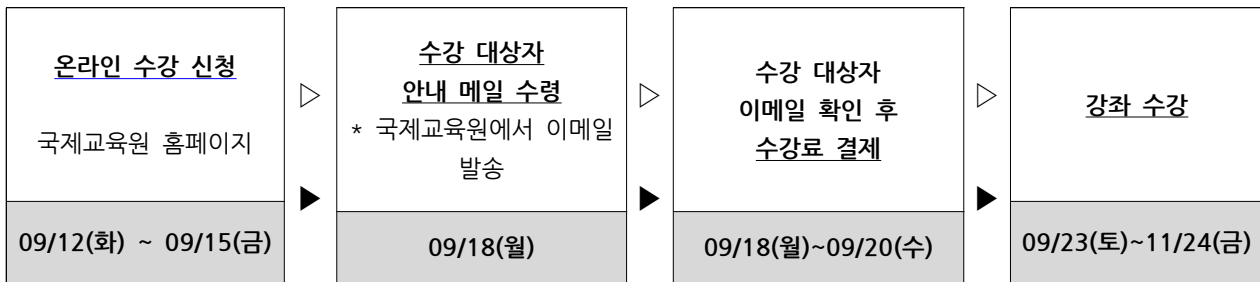 온라인 수강 신청
국제교육원 홈페이지
09/12(화) ~ 09/15(금)
▷
▶
수강 대상자
안내 메일 수령
* 국제교육원에서 이메일
발송
09/18(월)
▷
▶
수강 대상자
이메일 확인 후
수강료 결제
09/18(월)~09/20(수)
▷
▶
강좌 수강
09/23(토)~11/24(금)